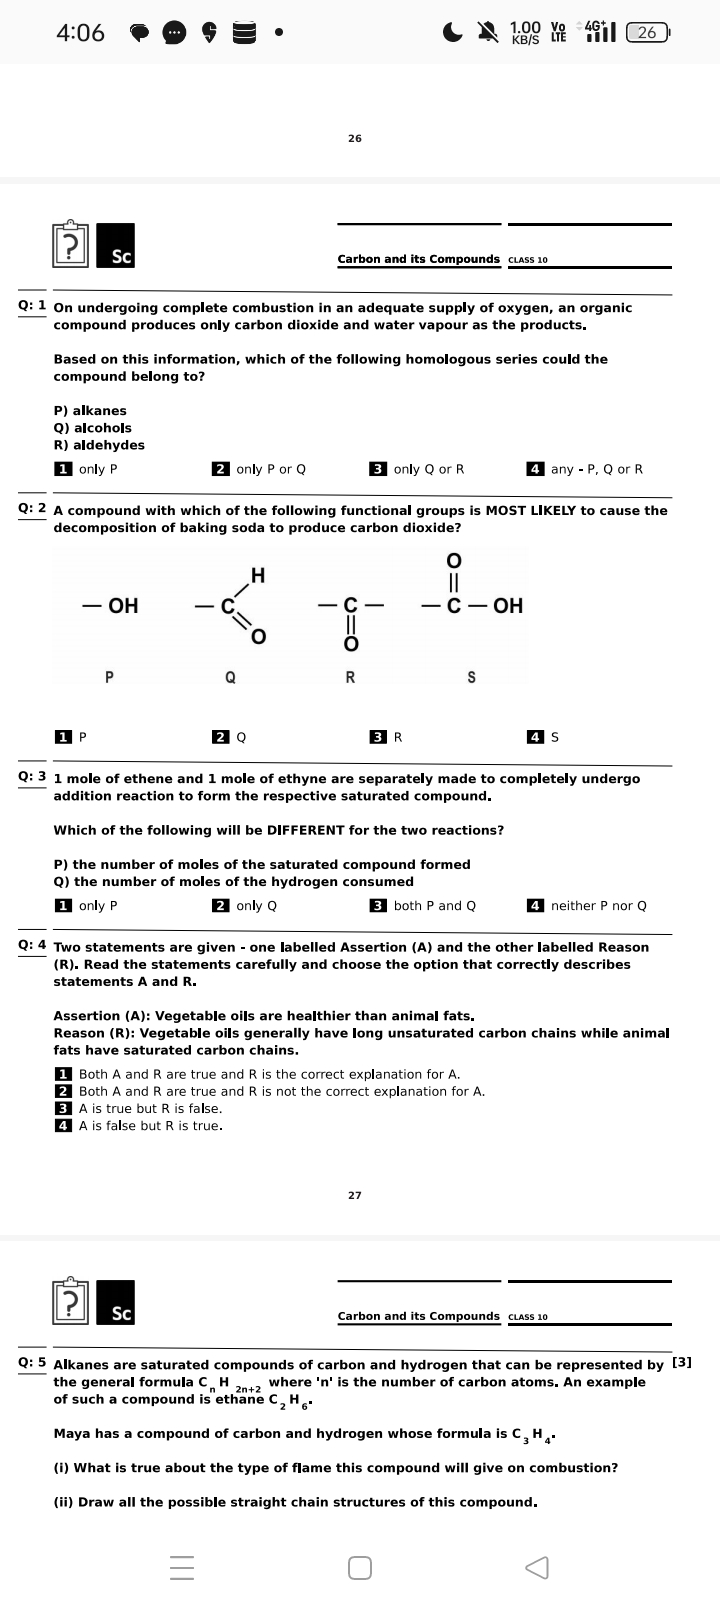 4:06
1.00 KB/S Vo LTE 4G+ 26
26
? Sc
Carbon and its Compounds CLASS 10
Q: 1 On undergoing complete combustion in an adequate supply of oxygen, an organic
compound produces only carbon dioxide and water vapour as the products.
Based on this information, which of the following homologous series could the
compound belong to?
P) alkanes
Q) alcohols
R) aldehydes
1 only P 2 only P or Q 3 only Q or R 4 any - P, Q or R
Q: 2 A compound with which of the following functional groups is MOST LIKELY to cause the
decomposition of baking soda to produce carbon dioxide?
O
H
— OH — C — C — — C — OH
O O
P Q R S
1 P 2 Q 3 R 4 S
Q: 3 1 mole of ethene and 1 mole of ethyne are separately made to completely undergo
addition reaction to form the respective saturated compound.
Which of the following will be DIFFERENT for the two reactions?
P) the number of moles of the saturated compound formed
Q) the number of moles of the hydrogen consumed
1 only P 2 only Q 3 both P and Q 4 neither P nor Q
Q: 4 Two statements are given - one labelled Assertion (A) and the other labelled Reason
(R). Read the statements carefully and choose the option that correctly describes
statements A and R.
Assertion (A): Vegetable oils are healthier than animal fats.
Reason (R): Vegetable oils generally have long unsaturated carbon chains while animal
fats have saturated carbon chains.
1 Both A and R are true and R is the correct explanation for A.
2 Both A and R are true and R is not the correct explanation for A.
3 A is true but R is false.
4 A is false but R is true.
27
? Sc
Carbon and its Compounds CLASS 10
Q: 5 Alkanes are saturated compounds of carbon and hydrogen that can be represented by [3]
the general formula C n H 2n+2 where 'n' is the number of carbon atoms. An example
of such a compound is ethane C 2 H 6.
Maya has a compound of carbon and hydrogen whose formula is C 3 H 4.
(i) What is true about the type of flame this compound will give on combustion?
(ii) Draw all the possible straight chain structures of this compound.